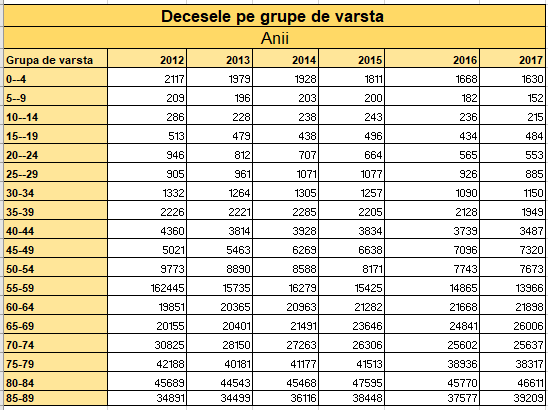 Decesele pe grupe de varsta
Anii
Grupa de varsta 2012 2013 2014 2015 2016 2017
0--4 2117 1979 1928 1811 1668 1630
5--9 209 196 203 200 182 152
10--14 286 228 238 243 236 215
15--19 513 479 438 496 434 484
20--24 946 812 707 664 565 553
25--29 905 961 1071 1077 926 885
30-34 1332 1264 1305 1257 1090 1150
35-39 2226 2221 2285 2205 2128 1949
40-44 4360 3814 3928 3834 3739 3487
45-49 5021 5463 6269 6638 7096 7320
50-54 9773 8890 8588 8171 7743 7673
55-59 162445 15735 16279 15425 14865 13966
60-64 19851 20365 20963 21282 21668 21898
65-69 20155 20401 21491 23646 24841 26006
70-74 30825 28150 27263 26306 25602 25637
75-79 42188 40181 41177 41513 38936 38317
80-84 45689 44543 45468 47595 45770 46611
85-89 34891 34499 36116 38448 37577 39209